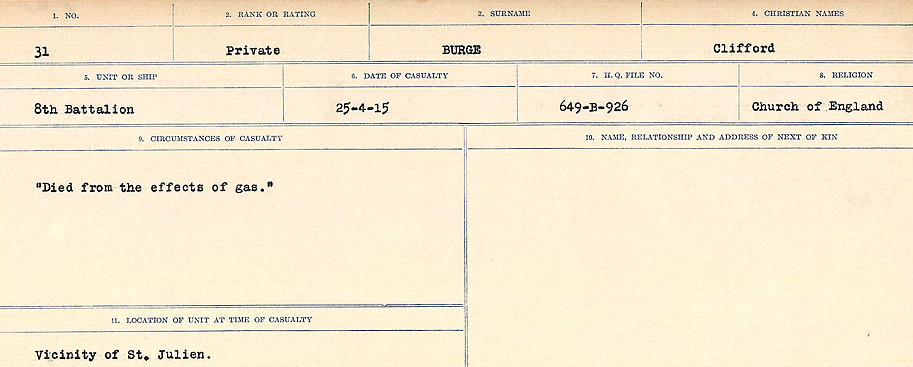 1. NO. 2. RANK OR RATING 3. SURNAME 4. CHRISTIAN NAMES
31 Private BURGE Clifford
5. UNIT OR SHIP 6. DATE OF CASUALTY 7. H. Q. FILE NO. 8. RELIGION
8th Battalion 25-4-15 649-B-926 Church of England
9. CIRCUMSTANCES OF CASUALTY 10. NAME, RELATIONSHIP AND ADDRESS OF NEXT OF KIN
"Died from the effects of gas."
11. LOCATION OF UNIT AT TIME OF CASUALTY
Vicinity of St. Julien.